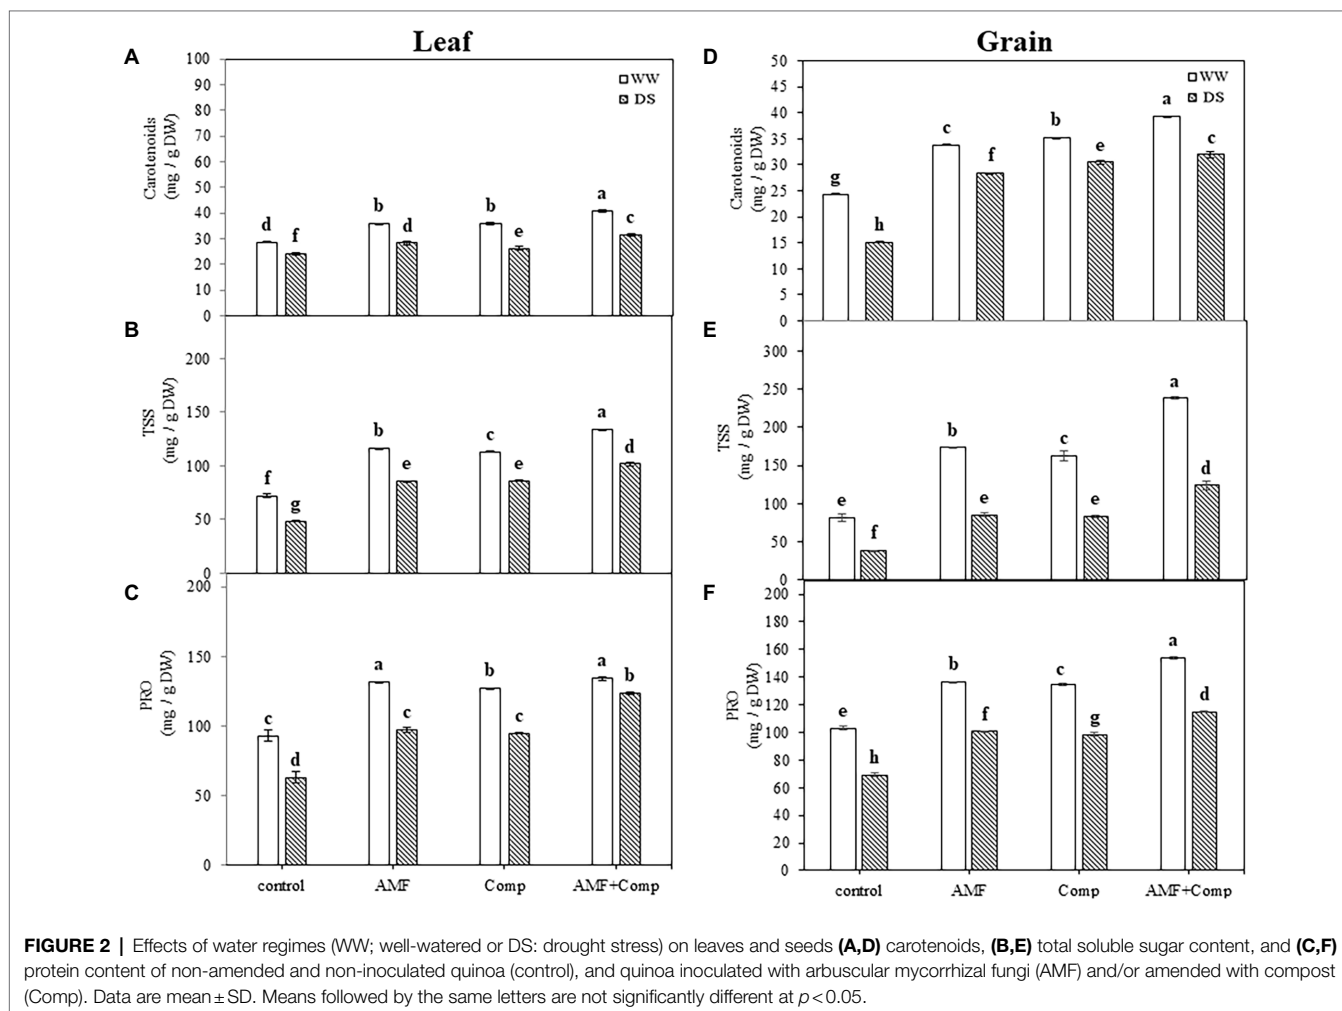 Leaf
Grain
A
100
90
80
70
60
50
40
30
20
10
0
Carotenoids
(mg / g DW)
WW
DS
d
f
b
d
b
e
a
c
D
50
45
40
35
30
25
20
15
10
5
0
Carotenoids
(mg / g DW)
WW
DS
g
h
c
f
b
e
a
c
B
200
150
100
50
0
TSS
(mg / g DW)
f
g
b
e
c
e
a
d
E
300
250
200
150
100
50
0
TSS
(mg / g DW)
e
f
b
e
c
e
a
d
C
200
150
100
50
0
PRO
(mg / g DW)
c
d
a
c
b
c
a
b
control AMF Comp AMF+Comp
F
200
180
160
140
120
100
80
60
40
20
0
PRO
(mg / g DW)
e
h
b
f
c
g
a
d
control AMF Comp AMF+Comp
FIGURE 2 | Effects of water regimes (WW; well-watered or DS: drought stress) on leaves and seeds (A,D) carotenoids, (B,E) total soluble sugar content, and (C,F)
protein content of non-amended and non-inoculated quinoa (control), and quinoa inoculated with arbuscular mycorrhizal fungi (AMF) and/or amended with compost
(Comp). Data are mean ± SD. Means followed by the same letters are not significantly different at p < 0.05.